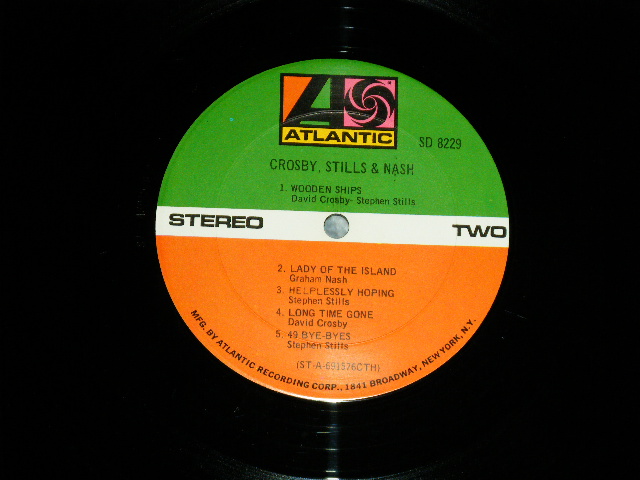 ATLANTIC
SD 8229
CROSBY, STILLS & NASH
1. WOODEN SHIPS
David Crosby- Stephen Stills
STEREO
TWO
2. LADY OF THE ISLAND
Graham Nash
3. HELPLESSLY HOPING
Stephen Stills
4. LONG TIME GONE
David Crosby
5. 49 BYE-BYES
Stephen Stills
(ST-A-691576CTH)
MFG. BY ATLANTIC RECORDING CORP., 1841 BROADWAY, NEW YORK, N.Y.